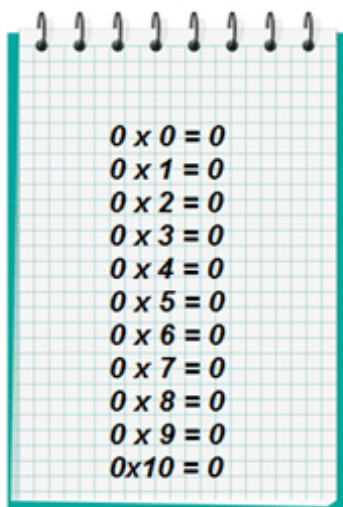 0 x 0 = 0
0 x 1 = 0
0 x 2 = 0
0 x 3 = 0
0 x 4 = 0
0 x 5 = 0
0 x 6 = 0
0 x 7 = 0
0 x 8 = 0
0 x 9 = 0
0x10 = 0